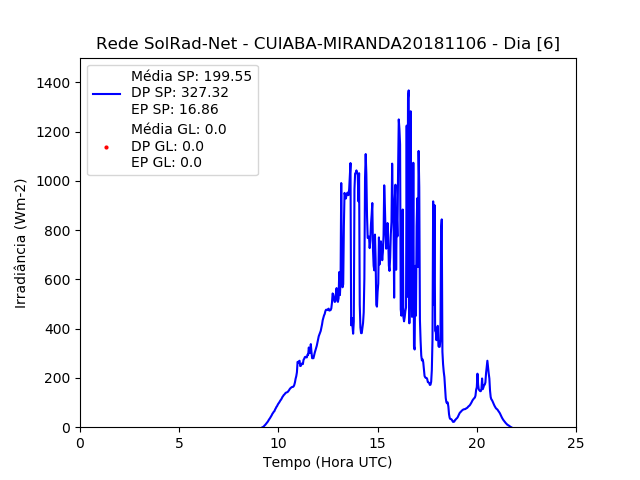 Rede SolRad-Net - CUIABA-MIRANDA20181106 - Dia [6]
Média SP: 199.55
DP SP: 327.32
EP SP: 16.86
Média GL: 0.0
DP GL: 0.0
EP GL: 0.0
1400
1200
1000
800
600
400
200
0
Irradiância (Wm-2)
0 5 10 15 20 25
Tempo (Hora UTC)